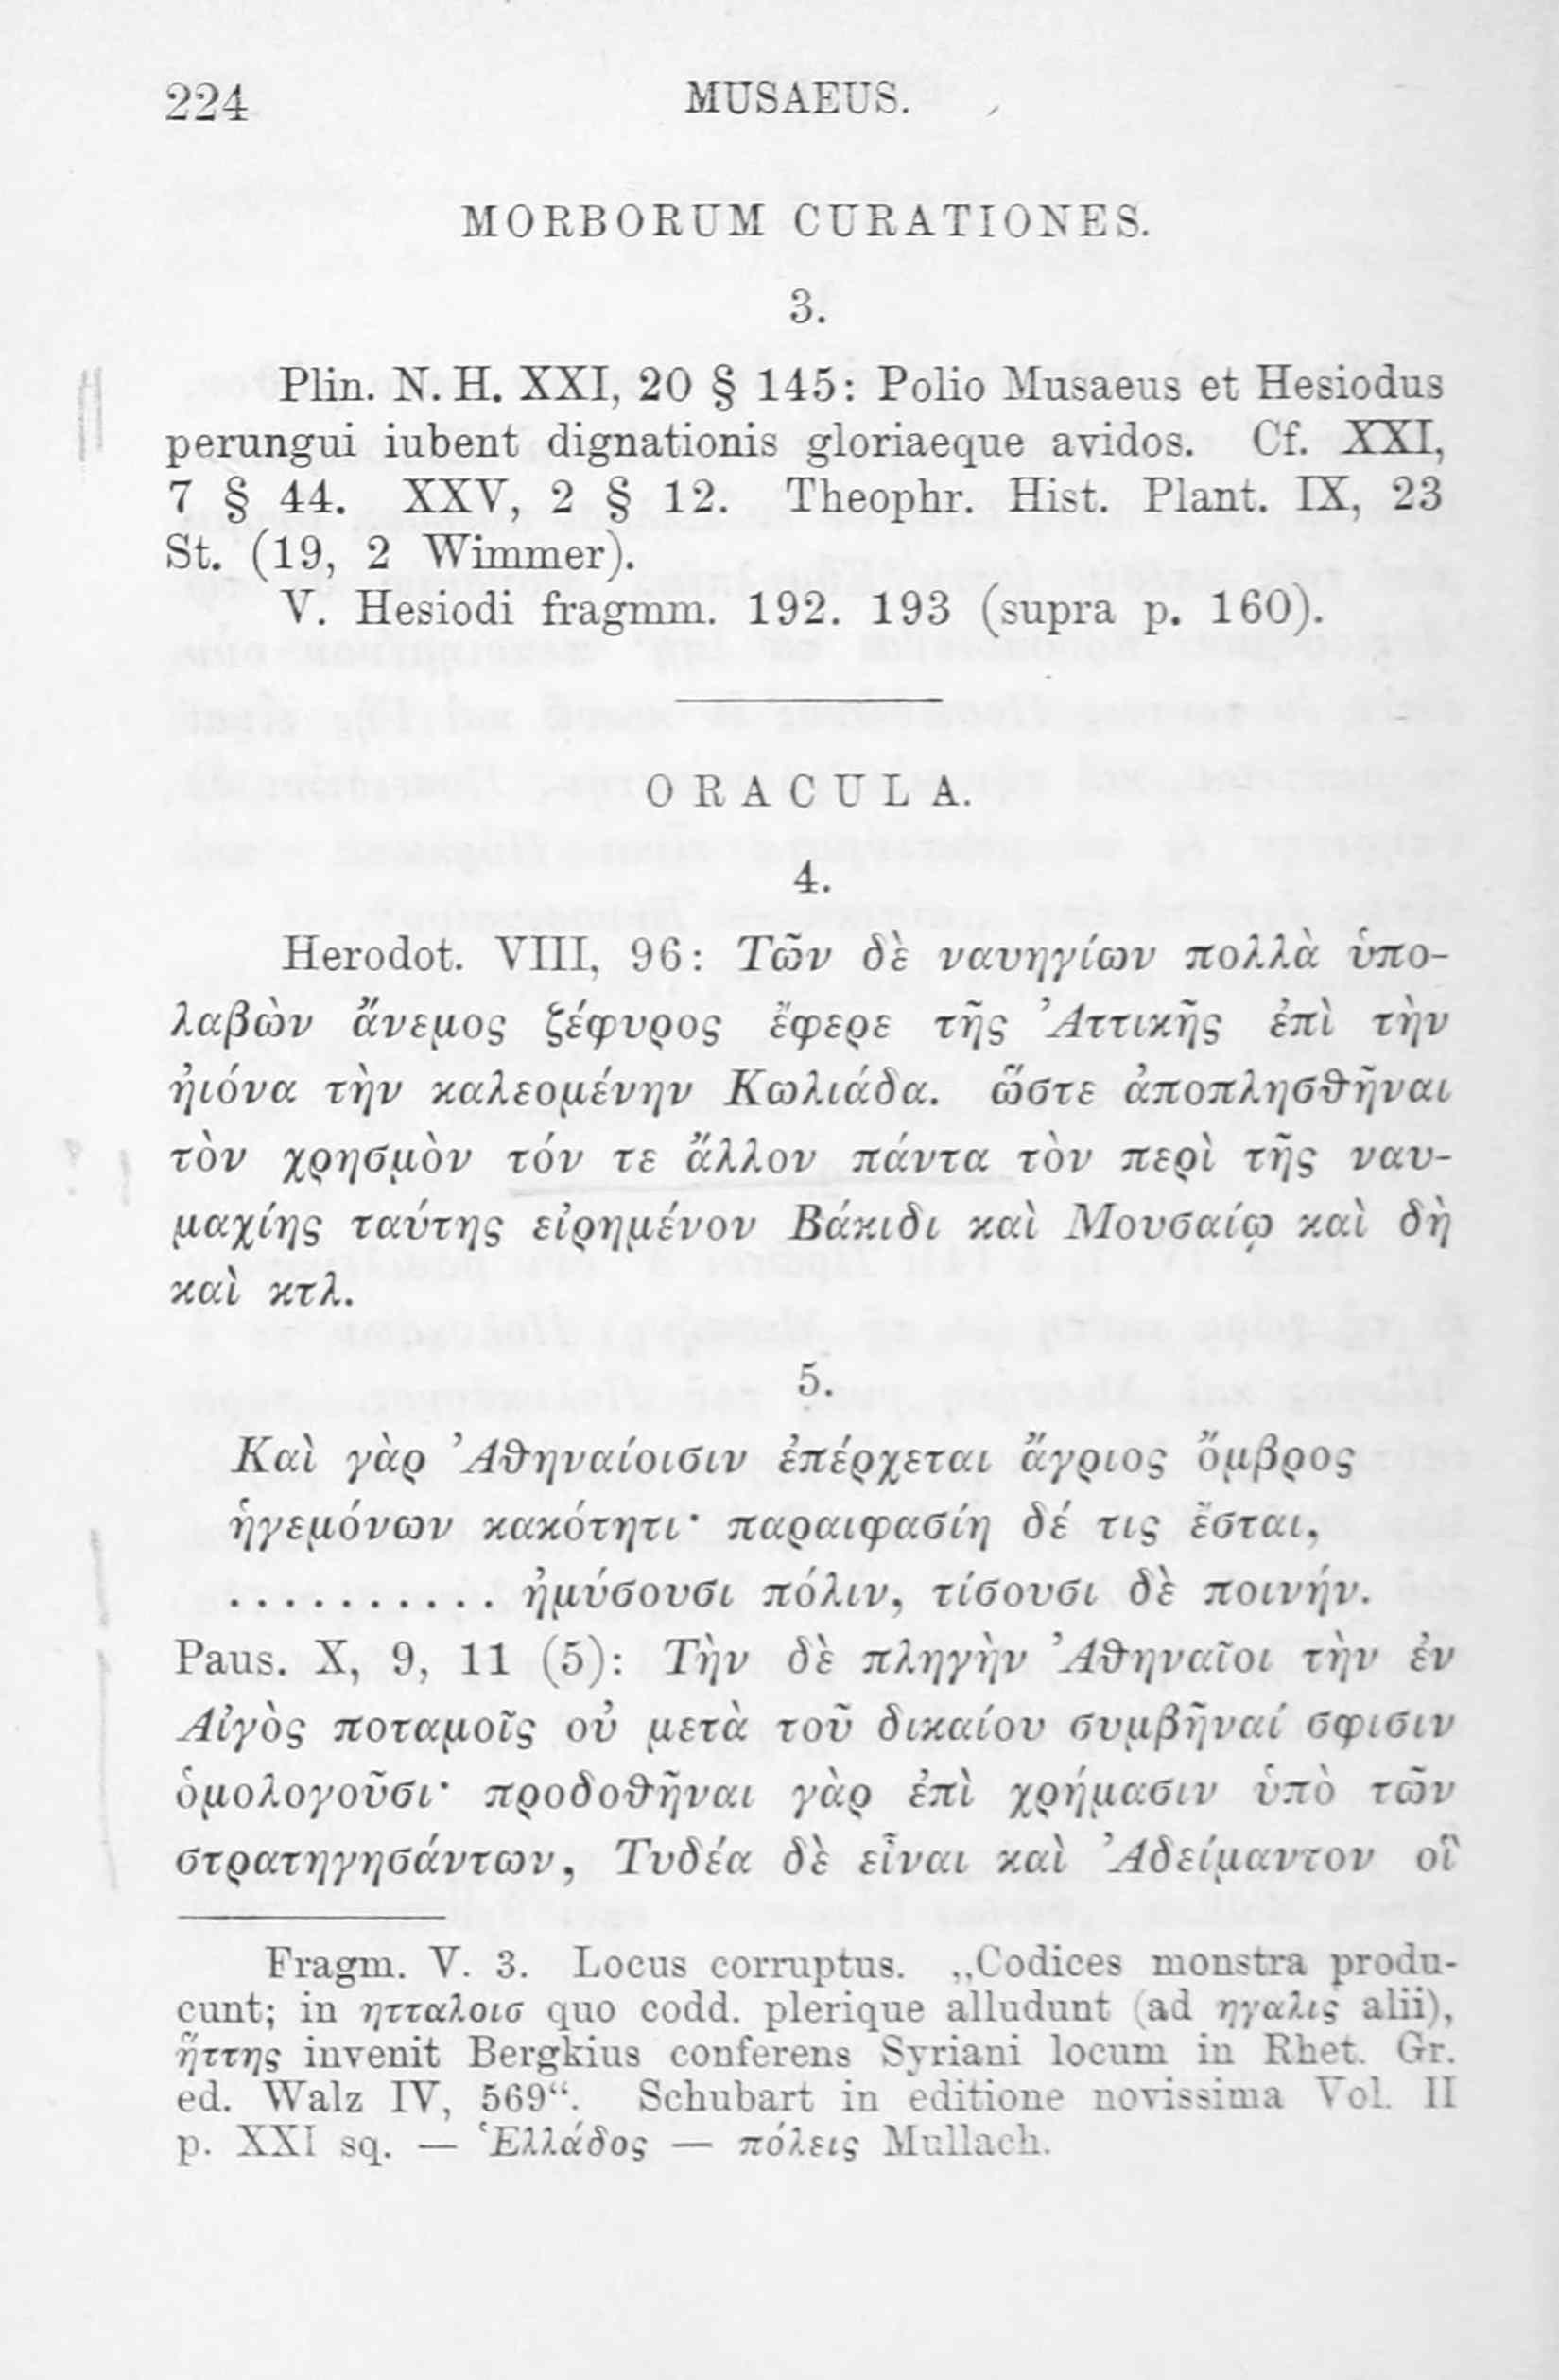 224 MUSAEUS.
MORBORUM CURATIONES.
3.
Plin. N. H. XXI, 20 § 145: Polio Musaeus et Hesiodus
perungui iubent dignationis gloriaeque avidos. Cf. XXI,
7 § 44. XXV, 2 § 12. Theophr. Hist. Plant. IX, 23
St. (19, 2 Wimmer).
V. Hesiodi fragmm. 192. 193 (supra p. 160).
ORACULA.
4.
Herodot. VIII, 96: Τῶν δὲ ναυηγίων πολλὰ ὑπο-
λαβὼν ἄνεμος ζέφυρος ἔφερε τῆς Ἀττικῆς ἐπὶ τὴν
ἠιόνα τὴν καλεομένην Κωλιάδα. ὥστε ἀποπλησθῆναι
τὸν χρησμὸν τόν τε ἄλλον πάντα τὸν περὶ τῆς ναυ-
μαχίης ταύτης εἰρημένον Βάκιδι καὶ Μουσαίῳ καὶ δὴ
καὶ κτλ.
5.
Καὶ γὰρ Ἀθηναίοισιν ἐπέρχεται ἄγριος ὄμβρος
ἡγεμόνων κακότητι· παραιφασίη δέ τις ἔσται,
.......... ἠμύσουσι πόλιν, τίσουσι δὲ ποινήν.
Paus. X, 9, 11 (5): Τὴν δὲ πληγὴν Ἀθηναῖοι τὴν ἐν
Αἰγὸς ποταμοῖς οὐ μετὰ τοῦ δικαίου συμβῆναί σφισιν
ὁμολογοῦσι· προδοθῆναι γὰρ ἐπὶ χρήμασιν ὑπὸ τῶν
στρατηγησάντων, Τυδέα δὲ εἶναι καὶ Ἀδείμαντον οἳ
Fragm. V. 3. Locus corruptus. „Codices monstra produ-
cunt; in ητταλοισ quo codd. plerique alludunt (ad ηγαλις alii),
ἥττης invenit Bergkius conferens Syriani locum in Rhet. Gr.
ed. Walz IV, 569“. Schubart in editione novissima Vol. II
p. XXI sq. — Ἑλλάδος — πόλεις Mullach.